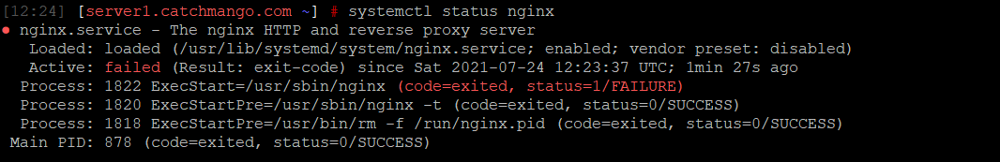 [12:24] [server1.catchmango.com ~] # systemctl status nginx
● nginx.service - The nginx HTTP and reverse proxy server
Loaded: loaded (/usr/lib/systemd/system/nginx.service; enabled; vendor preset: disabled)
Active: failed (Result: exit-code) since Sat 2021-07-24 12:23:37 UTC; 1min 27s ago
Process: 1822 ExecStart=/usr/sbin/nginx (code=exited, status=1/FAILURE)
Process: 1820 ExecStartPre=/usr/sbin/nginx -t (code=exited, status=0/SUCCESS)
Process: 1818 ExecStartPre=/usr/bin/rm -f /run/nginx.pid (code=exited, status=0/SUCCESS)
Main PID: 878 (code=exited, status=0/SUCCESS)